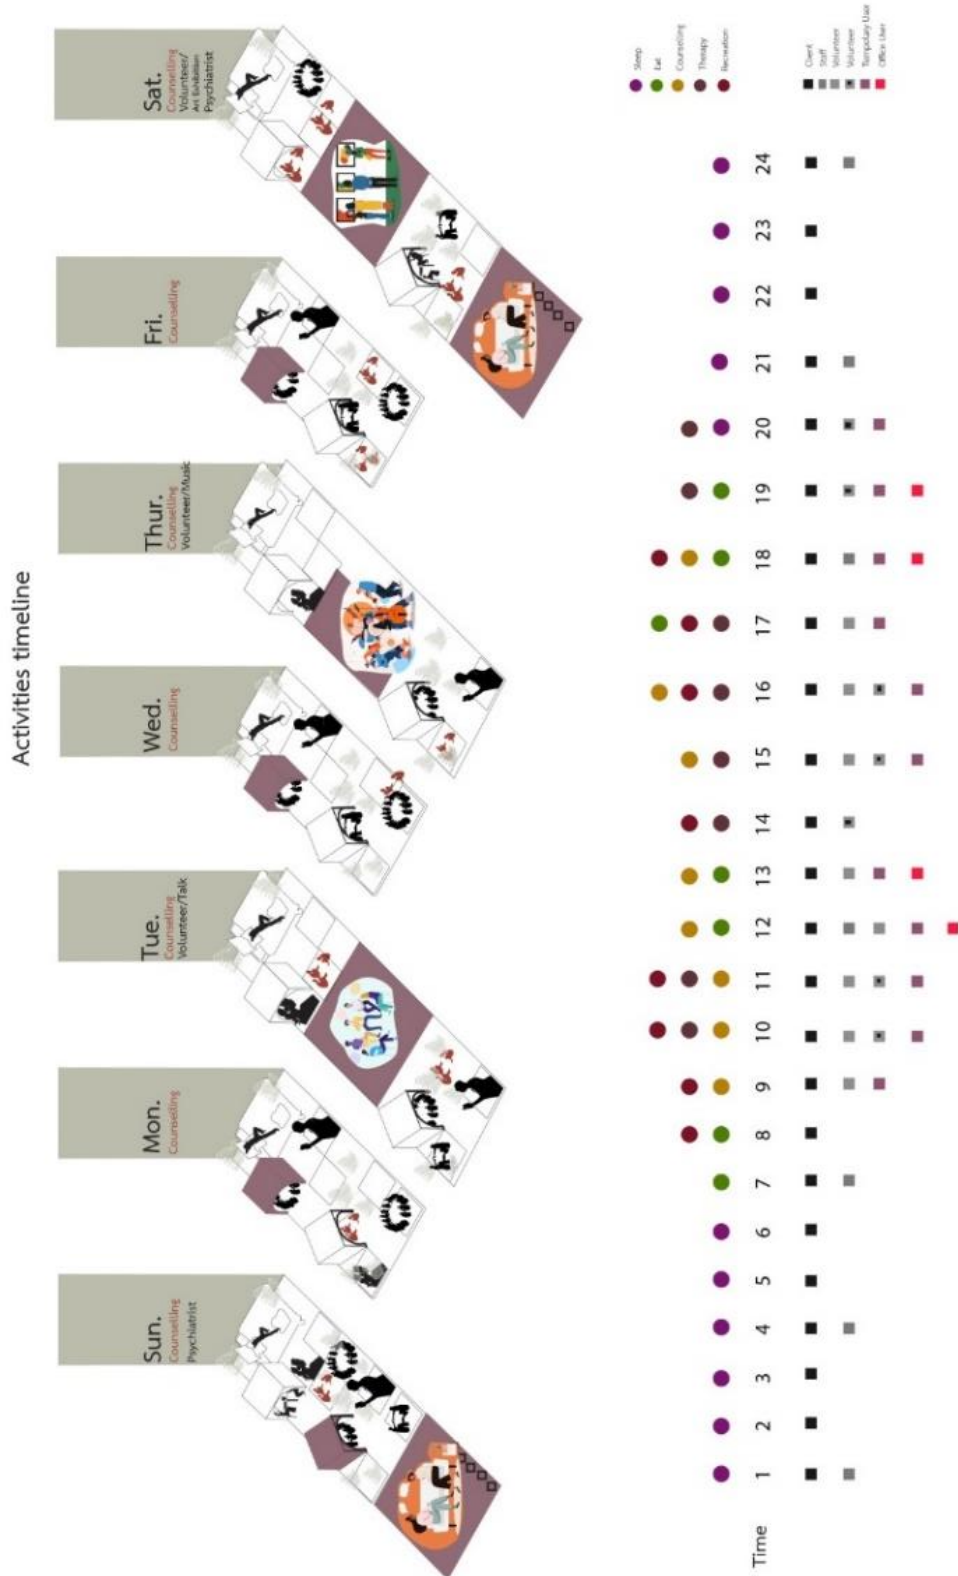 Activities timeline
Sun.
Counselling
Psychiatrist
Mon.
Counselling
Tue.
Counselling
Volunteer/Talk
Wed.
Counselling
Thur.
Counselling
Volunteer/Music
Fri.
Counselling
Sat.
Counselling
Volunteer/
Art Exhibition
Psychiatrist
Sleep
Eat
Counselling
Therapy
Recreation
Time 1 2 3 4 5 6 7 8 9 10 11 12 13 14 15 16 17 18 19 20 21 22 23 24
Client
Staff
Volunteer
Volunteer
Tampolary User
Office User